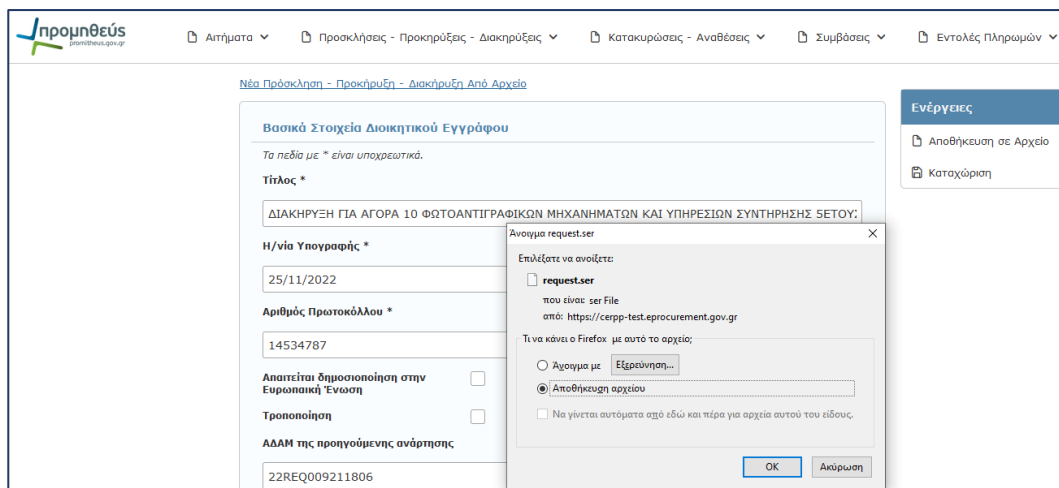 προμηθεύς
promitheus.gov.gr
Αιτήματα
Προσκλήσεις - Προκηρύξεις - Διακηρύξεις
Κατακυρώσεις - Αναθέσεις
Συμβάσεις
Εντολές Πληρωμών
Νέα Πρόσκληση - Προκήρυξη - Διακήρυξη Από Αρχείο
Βασικά Στοιχεία Διοικητικού Εγγράφου
Τα πεδία με * είναι υποχρεωτικά.
Τίτλος *
ΔΙΑΚΗΡΥΞΗ ΓΙΑ ΑΓΟΡΑ 10 ΦΩΤΟΑΝΤΙΓΡΑΦΙΚΩΝ ΜΗΧΑΝΗΜΑΤΩΝ ΚΑΙ ΥΠΗΡΕΣΙΩΝ ΣΥΝΤΗΡΗΣΗΣ 5ΕΤΟΥΣ
Η/νία Υπογραφής *
25/11/2022
Αριθμός Πρωτοκόλλου *
14534787
Απαιτείται δημοσιοποίηση στην
Ευρωπαική Ένωση
Τροποποίηση
ΑΔΑΜ της προηγούμενης ανάρτησης
22REQ009211806
Άνοιγμα request.ser
Επιλέξατε να ανοίξετε:
request.ser
που είναι: ser File
από: https://cerpp-test.eprocurement.gov.gr
Τι να κάνει ο Firefox με αυτό το αρχείο;
Άνοιγμα με
Εξερεύνηση...
Αποθήκευση αρχείου
Να γίνεται αυτόματα από εδώ και πέρα για αρχεία αυτού του είδους.
OK
Ακύρωση
Ενέργειες
Αποθήκευση σε Αρχείο
Καταχώριση